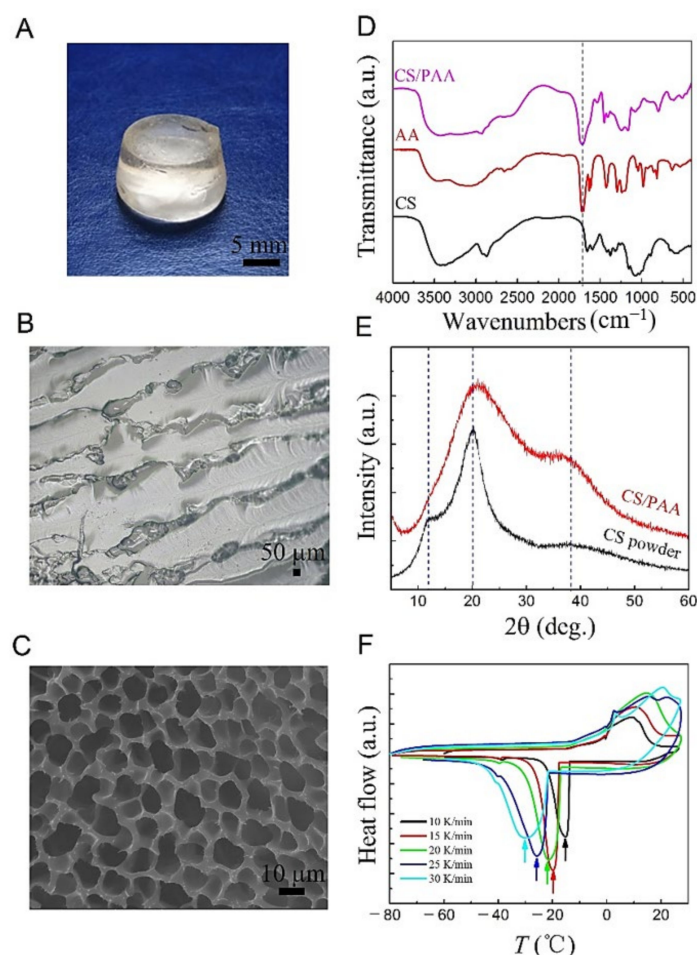 A
5 mm
B
50 μm
C
10 μm
D
CS/PAA
AA
CS
Transmittance (a.u.)
4000 3500 3000 2500 2000 1500 1000 500
Wavenumbers (cm−1)
E
CS/PAA
CS powder
Intensity (a.u.)
10 20 30 40 50 60
2θ (deg.)
F
10 K/min
15 K/min
20 K/min
25 K/min
30 K/min
Heat flow (a.u.)
−80 −60 −40 −20 0 20
T (℃)